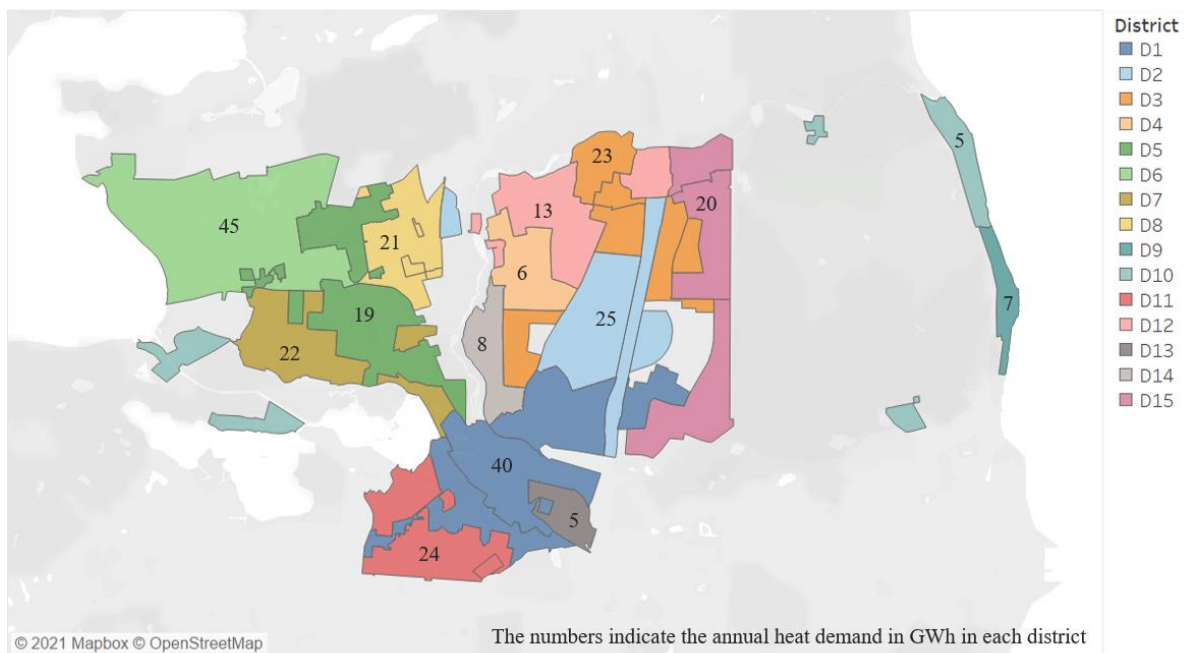 District
D1
D2
D3
D4
D5
D6
D7
D8
D9
D10
D11
D12
D13
D14
D15
5
23
20
13
45
21
6
7
19
25
8
22
40
5
24
The numbers indicate the annual heat demand in GWh in each district
© 2021 Mapbox © OpenStreetMap